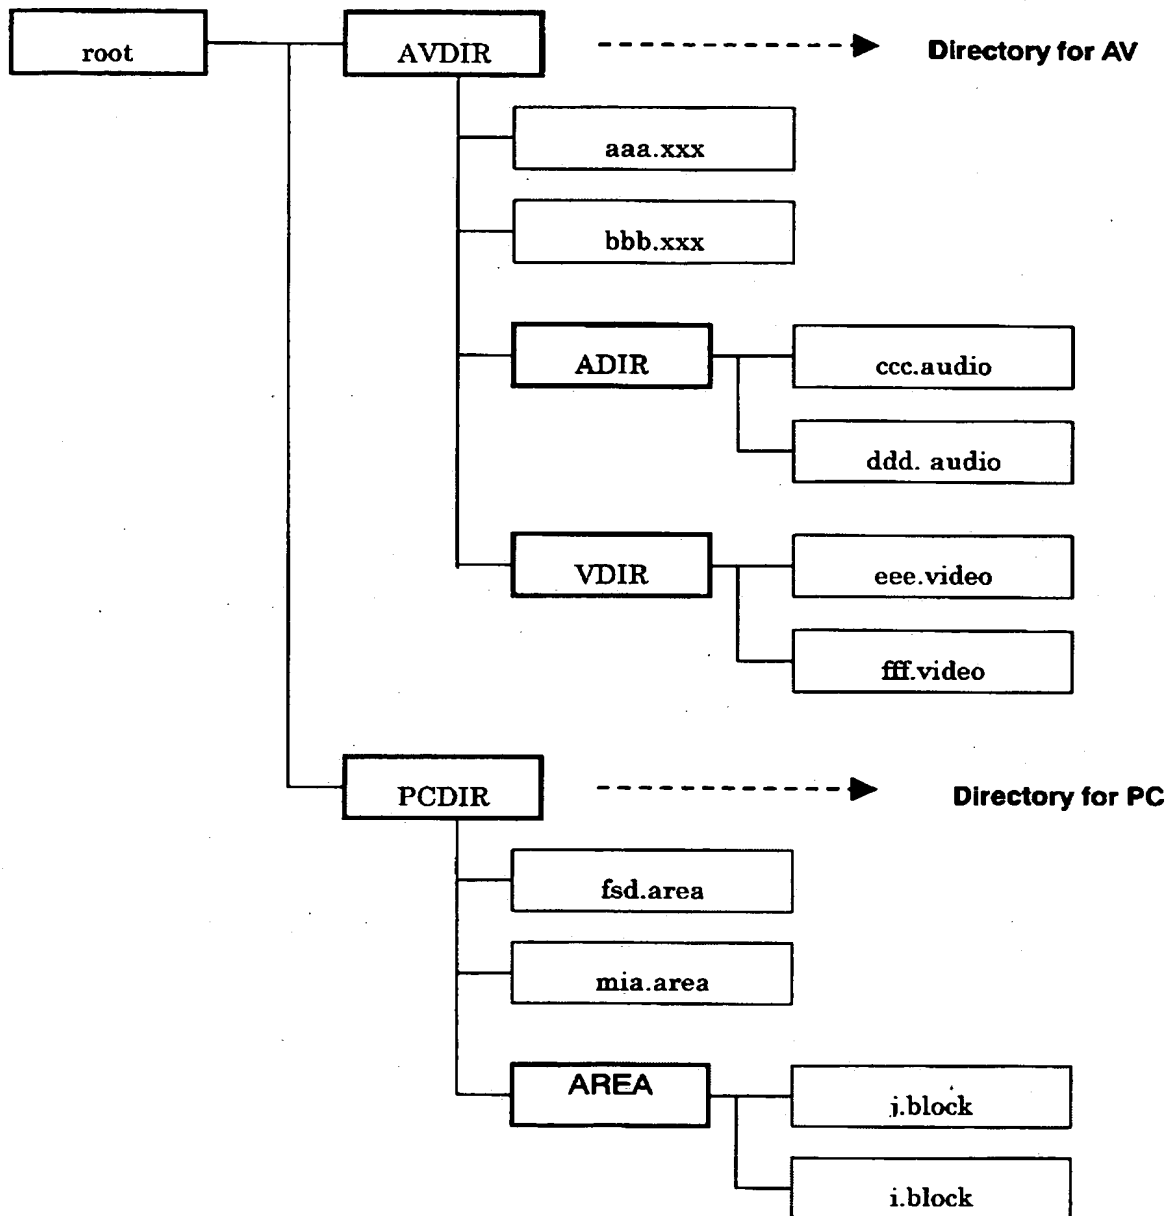 root
AVDIR
Directory for AV
aaa.xxx
bbb.xxx
ADIR
ccc.audio
ddd. audio
VDIR
eee.video
fff.video
PCDIR
Directory for PC
fsd.area
mia.area
AREA
j.block
i.block